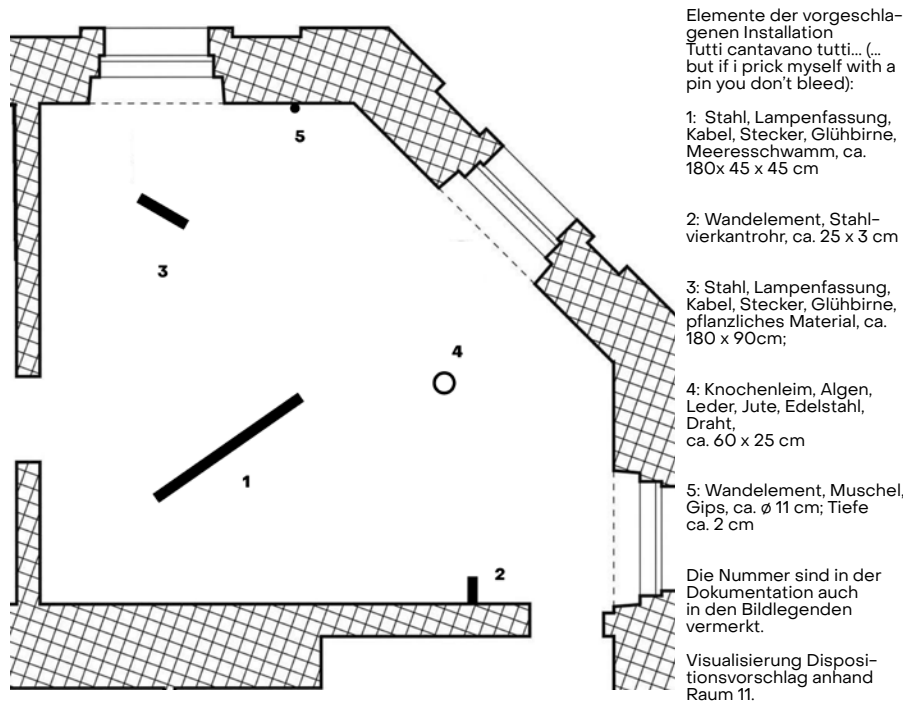 5
3
4
1
2
Elemente der vorgeschla-
genen Installation
Tutti cantavano tutti... (...
but if i prick myself with a
pin you don't bleed):
1: Stahl, Lampenfassung,
Kabel, Stecker, Glühbirne,
Meeresschwamm, ca.
180x 45 x 45 cm
2: Wandelement, Stahl-
vierkantrohr, ca. 25 x 3 cm
3: Stahl, Lampenfassung,
Kabel, Stecker, Glühbirne,
pflanzliches Material, ca.
180 x 90cm;
4: Knochenleim, Algen,
Leder, Jute, Edelstahl,
Draht,
ca. 60 x 25 cm
5: Wandelement, Muschel,
Gips, ca. ø 11 cm; Tiefe
ca. 2 cm
Die Nummer sind in der
Dokumentation auch
in den Bildlegenden
vermerkt.
Visualisierung Disposi-
tionsvorschlag anhand
Raum 11.